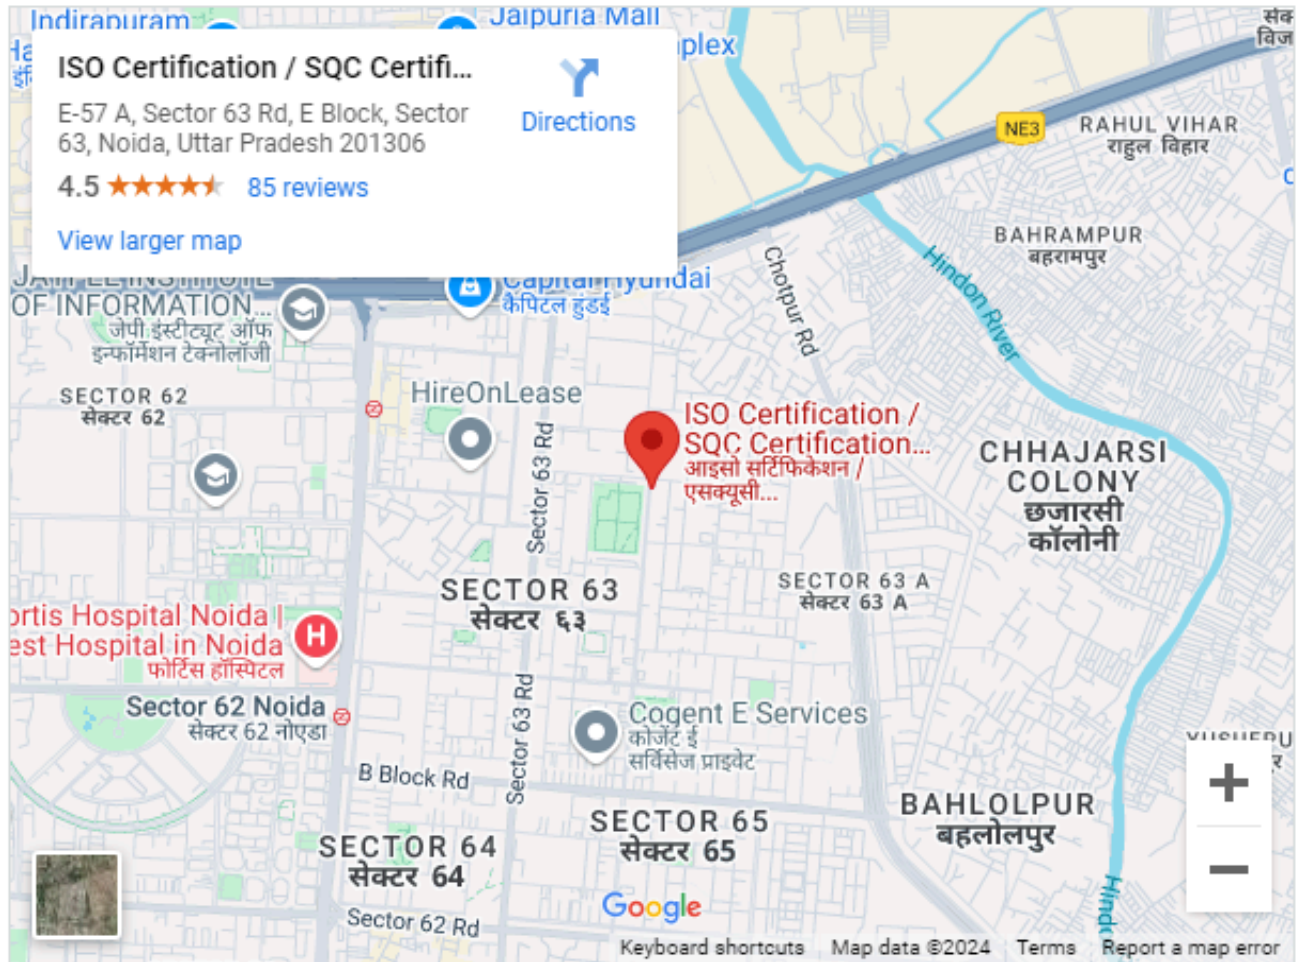 Indirapuram
Jaipuria Mall
plex
ISO Certification / SQC Certifi...
E-57 A, Sector 63 Rd, E Block, Sector
63, Noida, Uttar Pradesh 201306
4.5
85 reviews
View larger map
Directions
NE3
RAHUL VIHAR
राहुल विहार
BAHRAMPUR
बहरामपुर
Hindon River
Chotpur Rd
Capital Hyundai
कैपिटल हुंडई
JAYPEE INSTITUTE
OF INFORMATION...
जेपी इंस्टीट्यूट ऑफ
इन्फॉर्मेशन टेक्नोलॉजी
SECTOR 62
सेक्टर 62
HireOnLease
Sector 63 Rd
ISO Certification /
SQC Certification...
आइसो सर्टिफिकेशन /
एसक्यूसी...
CHHAJARSI
COLONY
छजारसी
कॉलोनी
SECTOR 63
सेक्टर ६३
SECTOR 63 A
सेक्टर 63 A
ortis Hospital Noida |
est Hospital in Noida
फोर्टिस हॉस्पिटल
H
Sector 62 Noida
सेक्टर 62 नोएडा
Sector 63 Rd
Cogent E Services
कोजेंट ई
सर्विसेज प्राइवेट
B Block Rd
SECTOR 65
सेक्टर 65
BAHLOLPUR
बहलोलपुर
SECTOR 64
सेक्टर 64
Sector 62 Rd
Google
Keyboard shortcuts
Map data ©2024
Terms
Report a map error